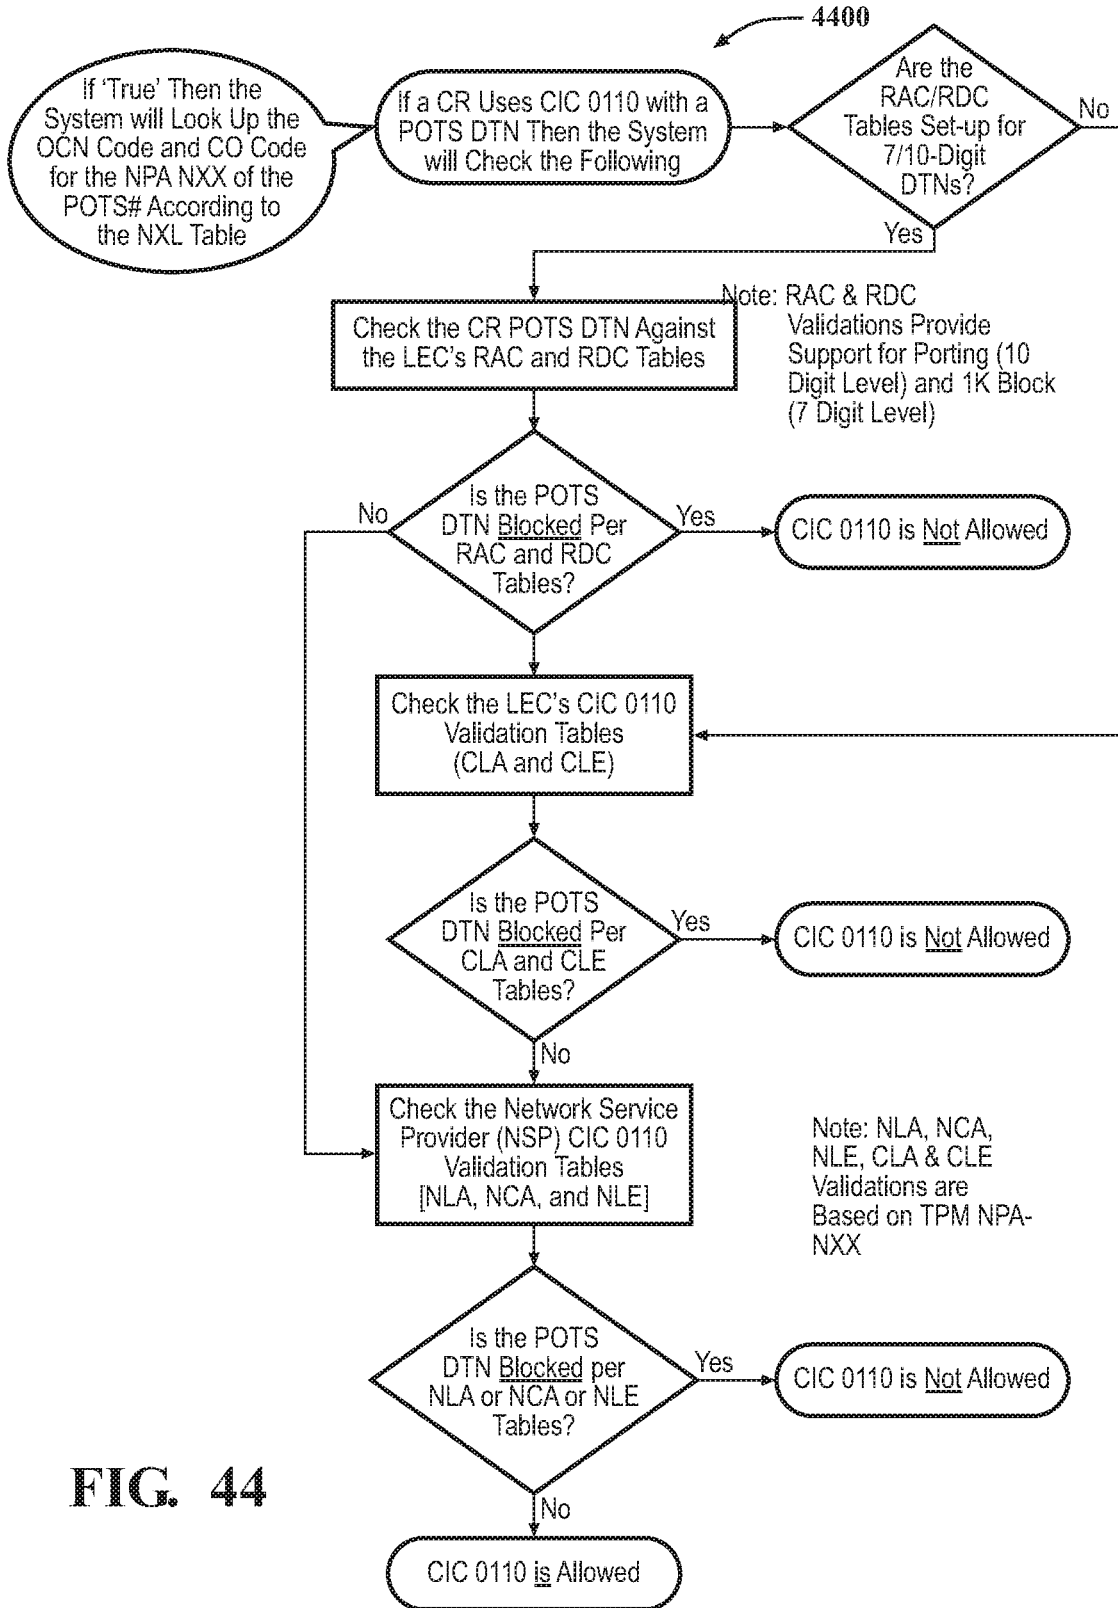 4400
If 'True' Then the
System will Look Up the
OCN Code and CO Code
for the NPA NXX of the
POTS# According to
the NXL Table
If a CR Uses CIC 0110 with a
POTS DTN Then the System
will Check the Following
Are the
RAC/RDC
Tables Set-up for
7/10-Digit
DTNs?
No
Yes
Check the CR POTS DTN Against
the LEC's RAC and RDC Tables
Note: RAC & RDC
Validations Provide
Support for Porting (10
Digit Level) and 1K Block
(7 Digit Level)
Is the POTS
DTN Blocked Per
RAC and RDC
Tables?
No
Yes
CIC 0110 is Not Allowed
Check the LEC's CIC 0110
Validation Tables
(CLA and CLE)
Is the POTS
DTN Blocked Per
CLA and CLE
Tables?
Yes
CIC 0110 is Not Allowed
No
Check the Network Service
Provider (NSP) CIC 0110
Validation Tables
[NLA, NCA, and NLE]
Note: NLA, NCA,
NLE, CLA & CLE
Validations are
Based on TPM NPA-
NXX
Is the POTS
DTN Blocked per
NLA or NCA or NLE
Tables?
Yes
CIC 0110 is Not Allowed
No
CIC 0110 is Allowed
FIG. 44